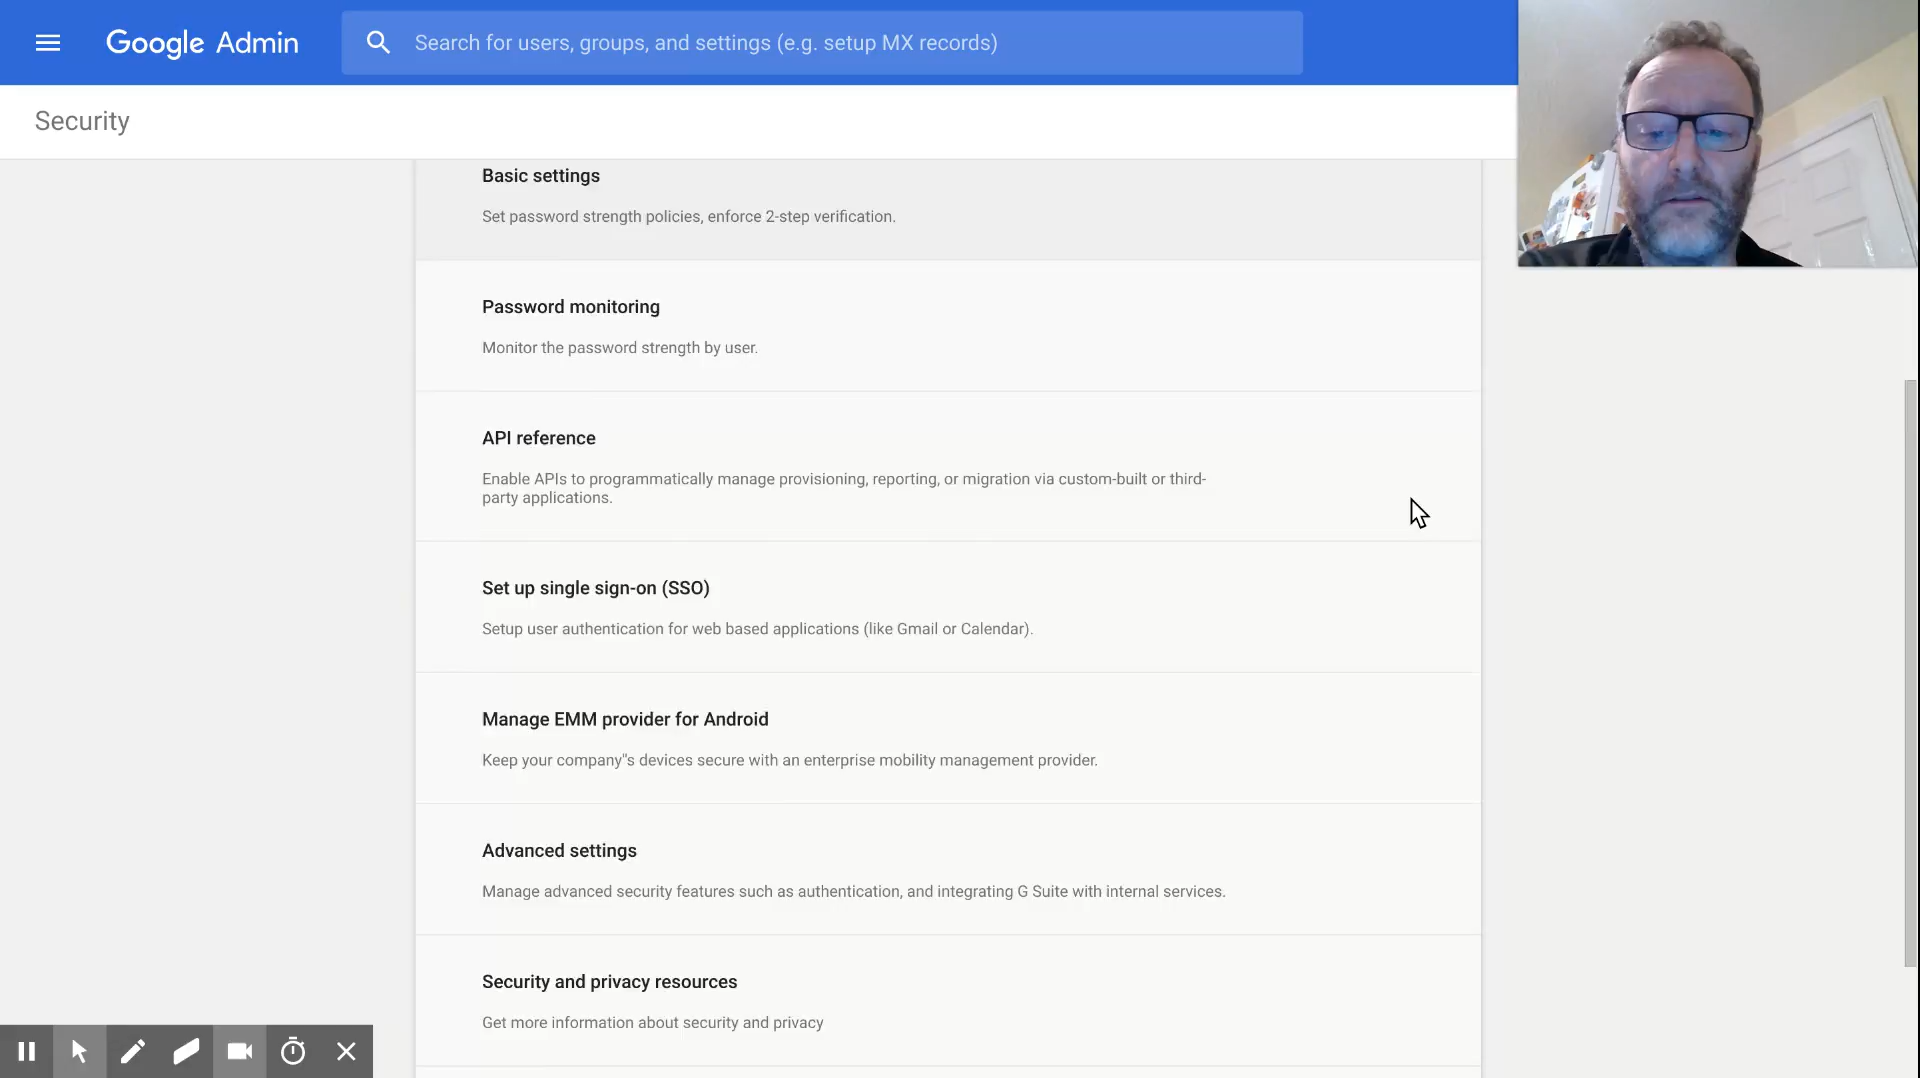 Google Admin
Search for users, groups, and settings (e.g. setup MX records)
Security
Basic settings
Set password strength policies, enforce 2-step verification.
Password monitoring
Monitor the password strength by user.
API reference
Enable APIs to programmatically manage provisioning, reporting, or migration via custom-built or third-
party applications.
Set up single sign-on (SSO)
Setup user authentication for web based applications (like Gmail or Calendar).
Manage EMM provider for Android
Keep your company"s devices secure with an enterprise mobility management provider.
Advanced settings
Manage advanced security features such as authentication, and integrating G Suite with internal services.
Security and privacy resources
Get more information about security and privacy